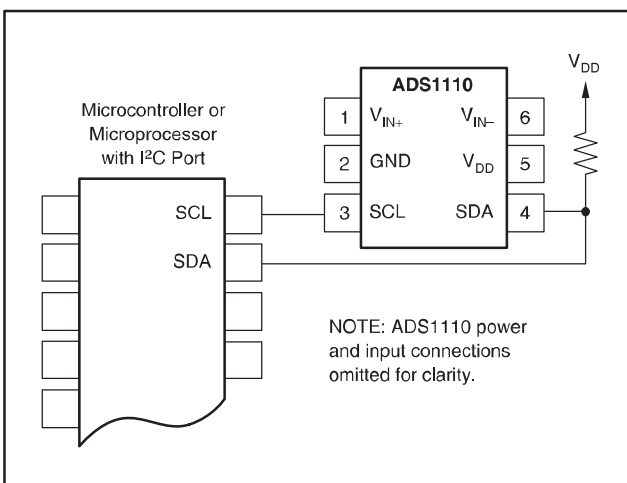 Microcontroller or
Microprocessor
with I²C Port
SCL
SDA
ADS1110
1 V_IN+ V_IN– 6
2 GND V_DD 5
3 SCL SDA 4
V_DD
NOTE: ADS1110 power
and input connections
omitted for clarity.